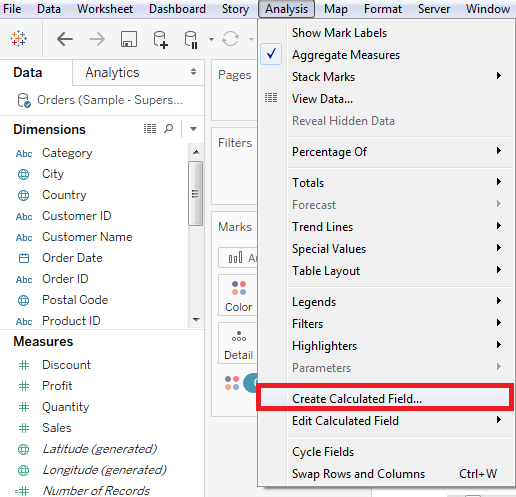 File Data Worksheet Dashboard Story Analysis Map Format Server Window
Data
Analytics
Orders (Sample - Supers...
Dimensions
Abc Category
City
Country
Abc Customer ID
Abc Customer Name
Order Date
Abc Order ID
Postal Code
Abc Product ID
Measures
Discount
Profit
Quantity
Sales
Latitude (generated)
Longitude (generated)
Number of Records
Pages
Filters
Marks
Color
Detail
Show Mark Labels
Aggregate Measures
Stack Marks
View Data...
Reveal Hidden Data
Percentage Of
Totals
Forecast
Trend Lines
Special Values
Table Layout
Legends
Filters
Highlighters
Parameters
Create Calculated Field...
Edit Calculated Field
Cycle Fields
Swap Rows and Columns Ctrl+W